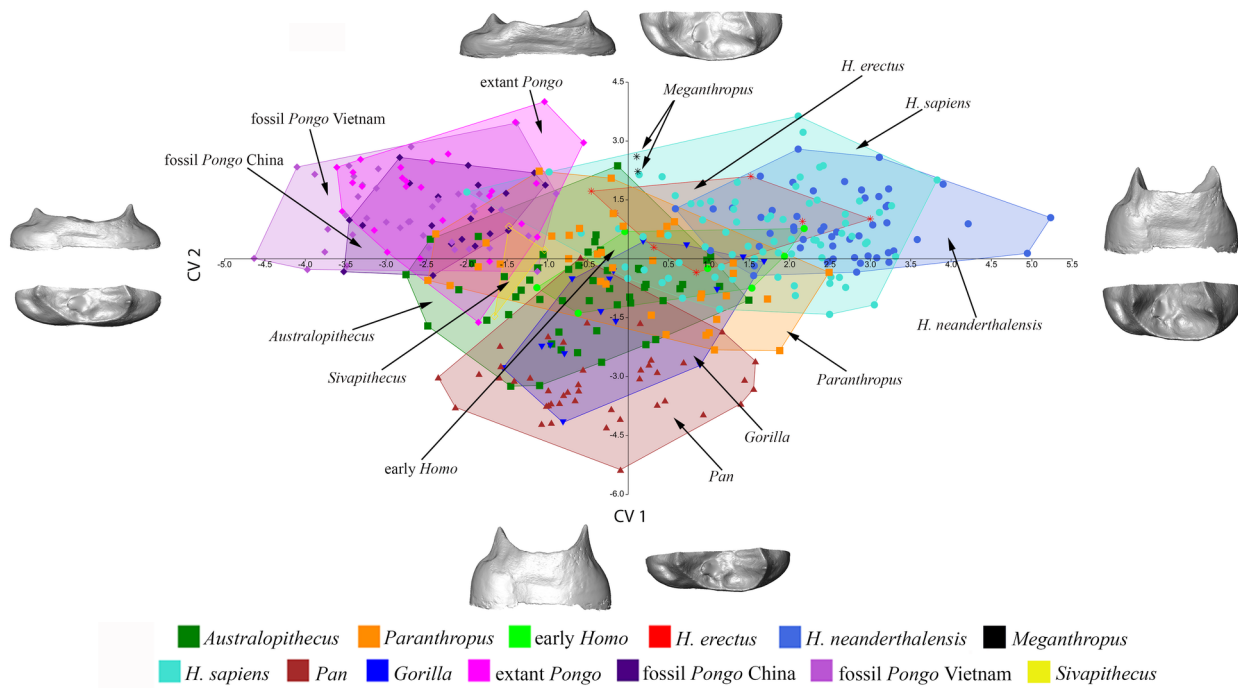 extant Pongo
Meganthropus
H. erectus
H. sapiens
fossil Pongo Vietnam
fossil Pongo China
4.5
3.0
1.5
CV 2
-5.0
-4.5
-4.0
-3.5
-3.0
-2.5
-2.0
-1.5
-1.0
-0.5
0.5
1.0
1.5
2.0
2.5
3.0
3.5
4.0
4.5
5.0
5.5
-1.5
-3.0
-4.5
-6.0
CV 1
Australopithecus
Sivapithecus
early Homo
H. neanderthalensis
Paranthropus
Gorilla
Pan
Australopithecus Paranthropus early Homo H. erectus H. neanderthalensis Meganthropus
H. sapiens Pan Gorilla extant Pongo fossil Pongo China fossil Pongo Vietnam Sivapithecus